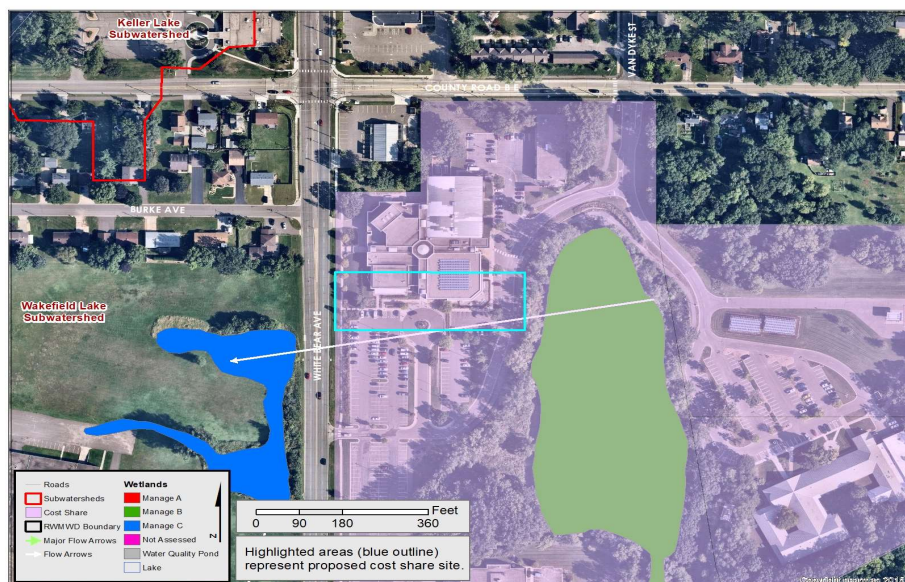 Keller Lake
Subwatershed
COUNTY ROAD B E
VAN DYKE ST
BURKE AVE
WHITE BEAR AVE
Wakefield Lake
Subwatershed
Roads
Subwatersheds
Cost Share
RWMWD Boundary
Major Flow Arrows
Flow Arrows
Wetlands
Manage A
Manage B
Manage C
Not Assessed
Water Quality Pond
Lake
N
0 90 180 360 Feet
Highlighted areas (blue outline)
represent proposed cost share site.